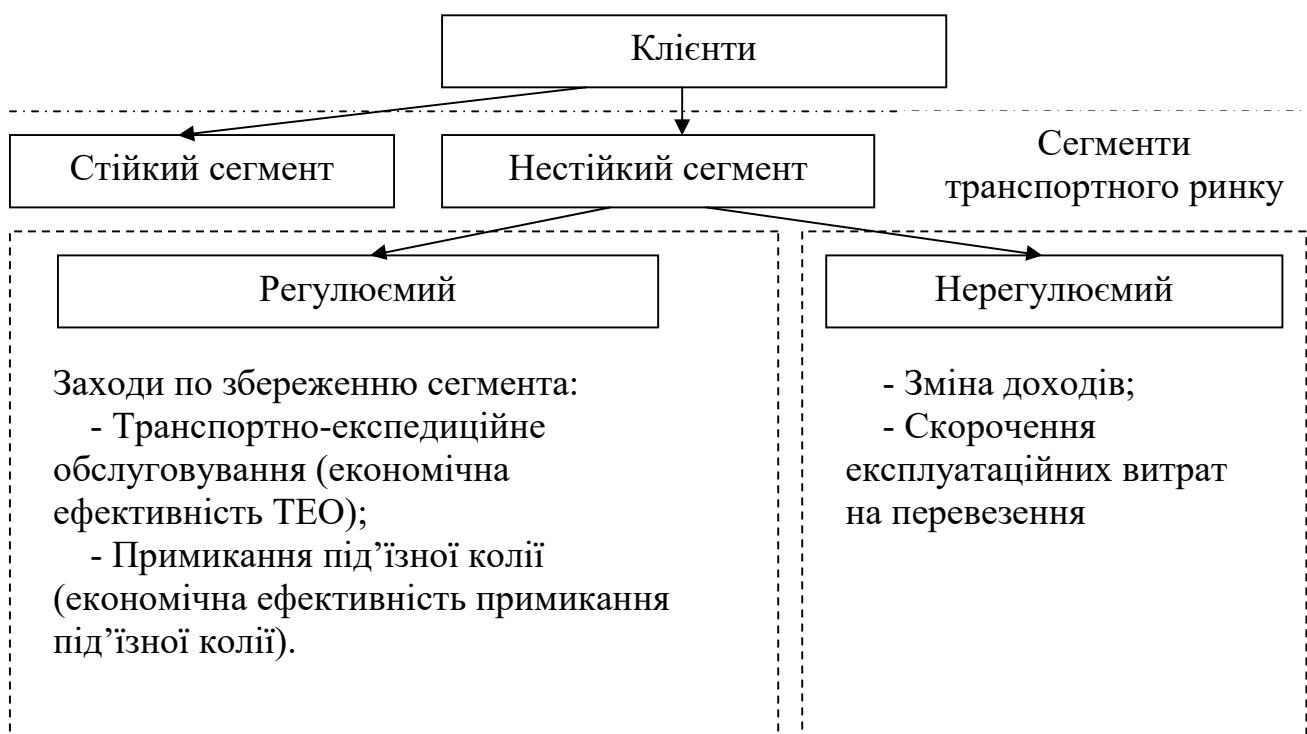 Клієнти
Стійкий сегмент
Нестійкий сегмент
Сегменти
транспортного ринку
Регулюємий
Нерегулюємий
Заходи по збереженню сегмента:
- Транспортно-експедиційне
обслуговування (економічна
ефективність ТЕО);
- Примикання під’їзної колії
(економічна ефективність примикання
під’їзної колії).
- Зміна доходів;
- Скорочення
експлуатаційних витрат
на перевезення